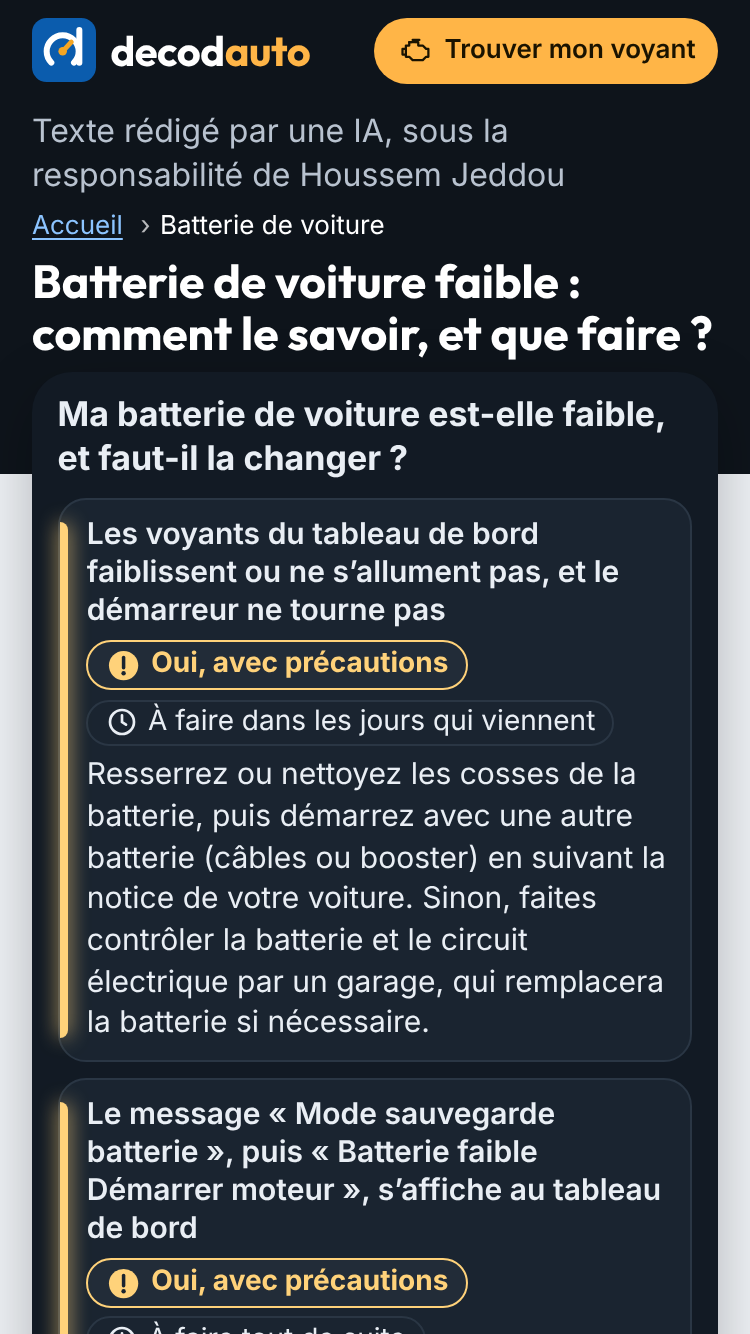 decodauto
Trouver mon voyant
Texte rédigé par une IA, sous la
responsabilité de Houssem Jeddou
Accueil › Batterie de voiture
Batterie de voiture faible :
comment le savoir, et que faire ?
Ma batterie de voiture est-elle faible,
et faut-il la changer ?
Les voyants du tableau de bord
faiblissent ou ne s’allument pas, et le
démarreur ne tourne pas
Oui, avec précautions
À faire dans les jours qui viennent
Resserrez ou nettoyez les cosses de la
batterie, puis démarrez avec une autre
batterie (câbles ou booster) en suivant la
notice de votre voiture. Sinon, faites
contrôler la batterie et le circuit
électrique par un garage, qui remplacera
la batterie si nécessaire.
Le message « Mode sauvegarde
batterie », puis « Batterie faible
Démarrer moteur », s’affiche au tableau
de bord
Oui, avec précautions
À faire tout de suite